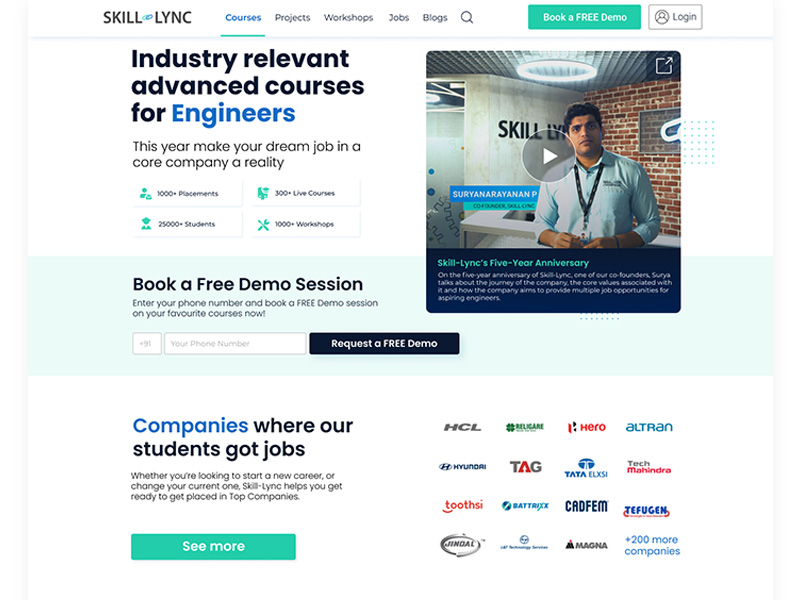 SKILL LYNC
Courses
Projects
Workshops
Jobs
Blogs
Book a FREE Demo
Login
Industry relevant
advanced courses
for Engineers
This year make your dream job in a
core company a reality
1000+ Placements
300+ Live Courses
25000+ Students
1000+ Workshops
SKILL LY
SURYANARAYANAN P
CO-FOUNDER, SKILL-LYNC
Skill-Lync's Five-Year Anniversary
On the five-year anniversary of Skill-Lync, one of our co-founders, Surya
talks about the journey of the company, the core values associated with
it and how the company aims to provide multiple job opportunities for
aspiring engineers.
Book a Free Demo Session
Enter your phone number and book a FREE Demo session
on your favourite courses now!
+91
Your Phone Number
Request a FREE Demo
Companies where our
students got jobs
Whether you're looking to start a new career, or
change your current one, Skill-Lync helps you get
ready to get placed in Top Companies.
See more
HCL
RELIGARE
Hero
ALTRAN
HYUNDAI
TAG
TATA ELXSI
Tech
Mahindra
toothsi
BATTRIXX
CADFEM
TEFUGEN
JINDAL
L&T Technology Services
MAGNA
+200 more
companies